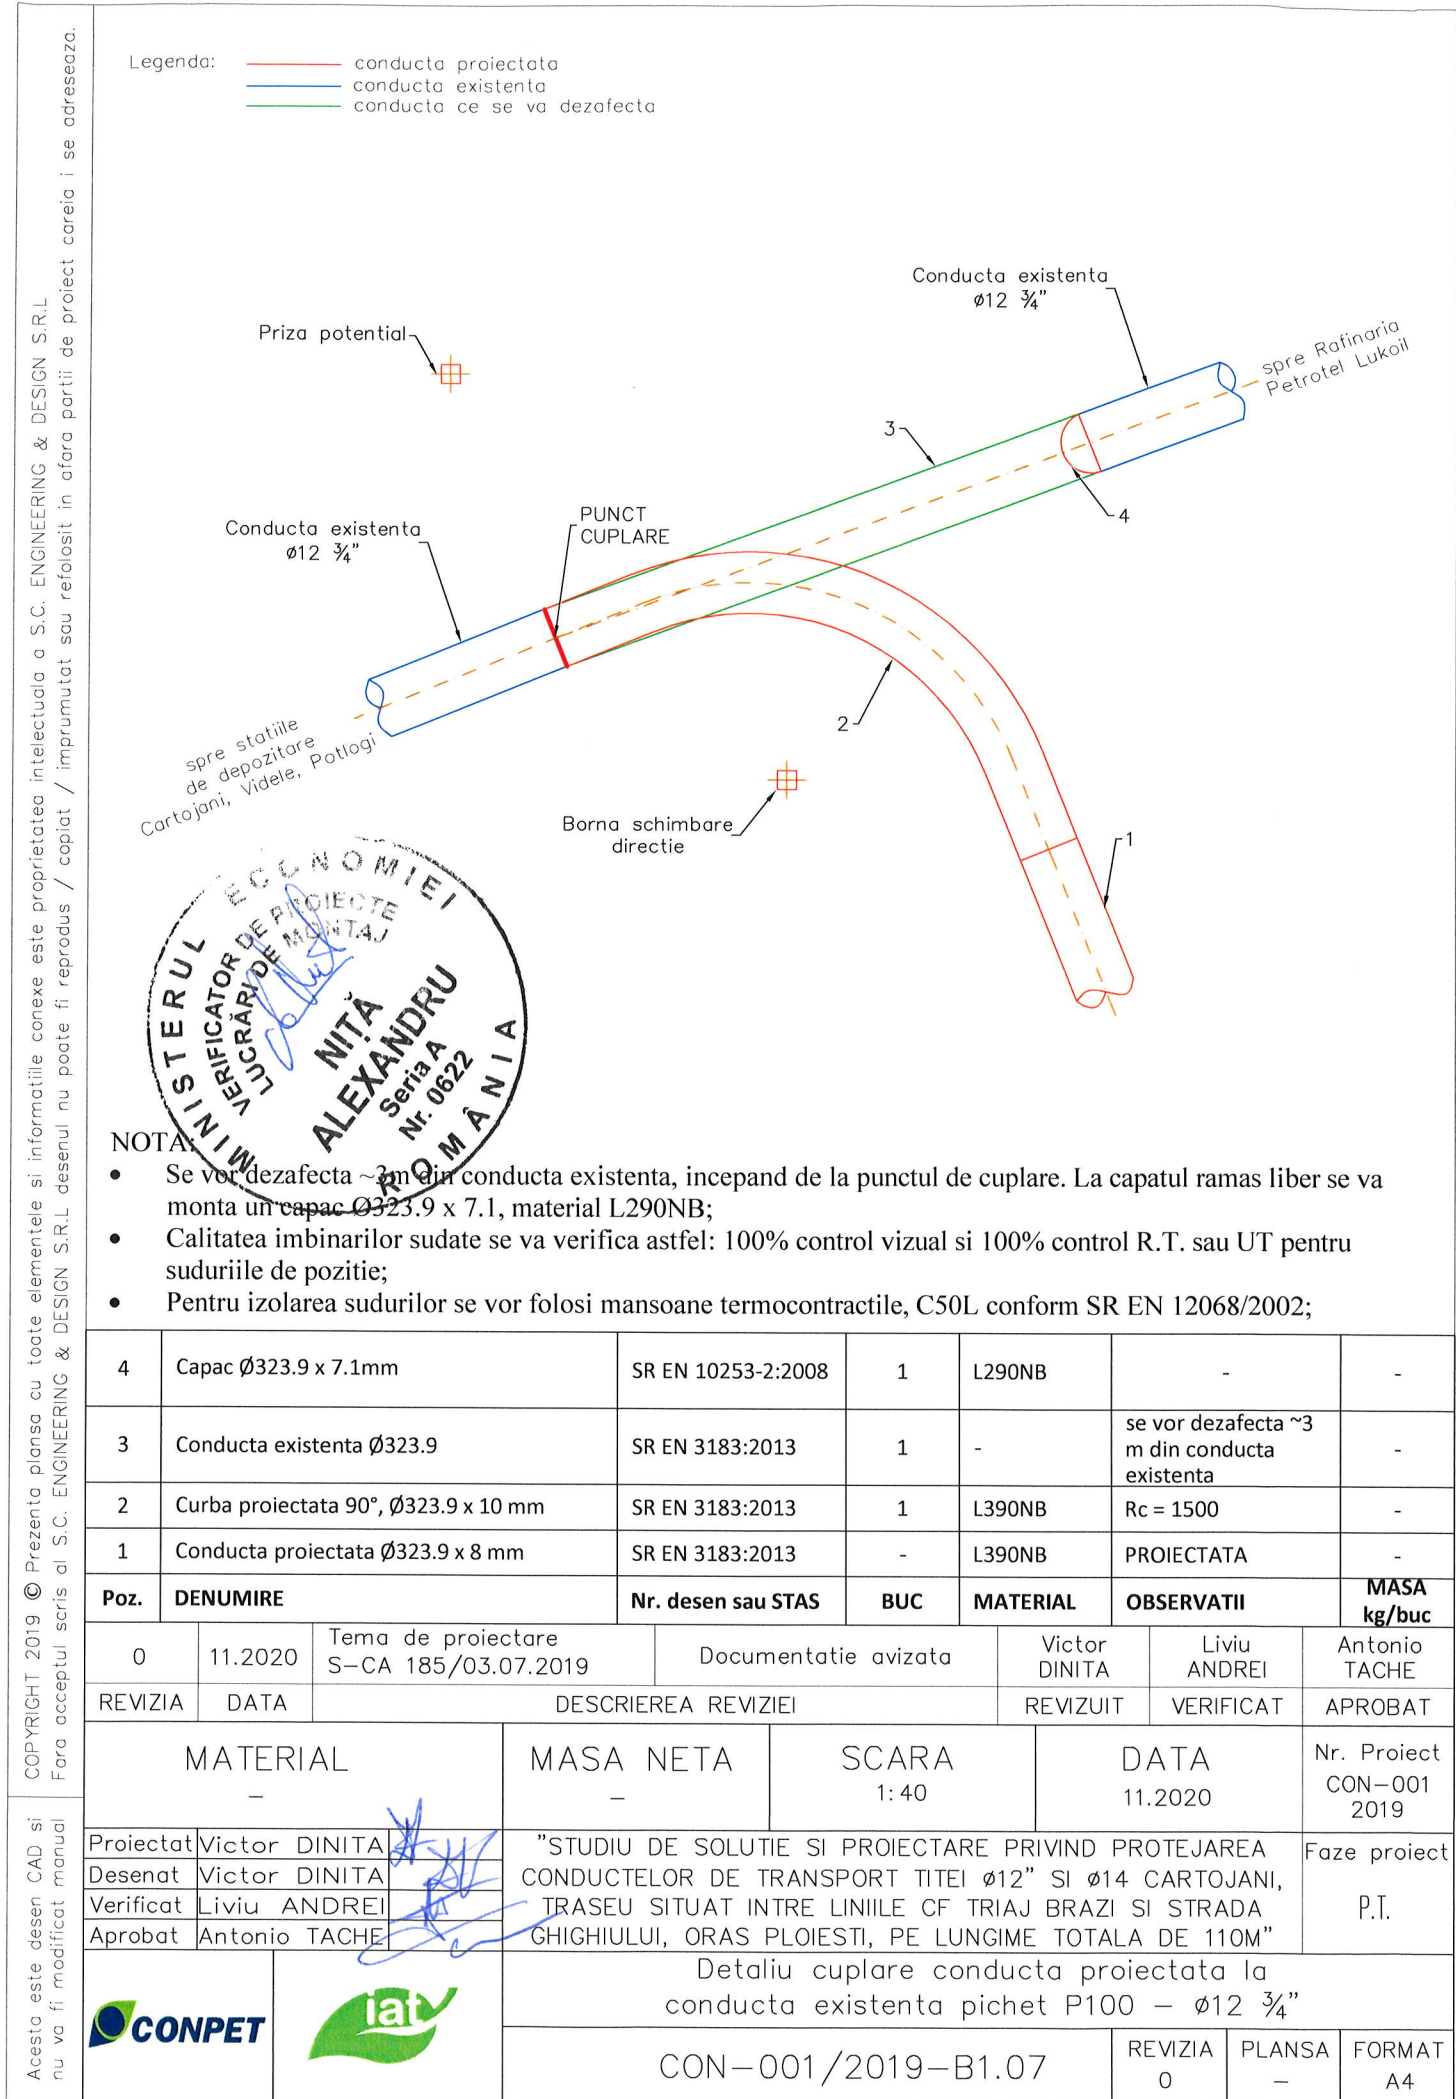 Legenda:
conducta proiectata
conducta existenta
conducta ce se va dezafecta
Conducta existenta
ø12 ¾"
Priza potential
spre Rafinaria
Petrotel Lukoil
3
4
PUNCT
CUPLARE
Conducta existenta
ø12 ¾"
2
spre statiile
de depozitare
Cartojani, Videle, Potlogi
Borna schimbare
directie
1
MINISTERUL ECONOMIEI
ROMÂNIA
VERIFICATOR DE PROIECTE
LUCRĂRI DE MONTAJ
NIȚĂ
ALEXANDRU
Seria A
Nr. 0622
NOTA:
• Se vor dezafecta ~3m din conducta existenta, incepand de la punctul de cuplare. La capatul ramas liber se va
monta un capac Ø323.9 x 7.1, material L290NB;
• Calitatea imbinarilor sudate se va verifica astfel: 100% control vizual si 100% control R.T. sau UT pentru
suduriile de pozitie;
• Pentru izolarea sudurilor se vor folosi mansoane termocontractile, C50L conform SR EN 12068/2002;
4 Capac Ø323.9 x 7.1mm SR EN 10253-2:2008 1 L290NB - -
3 Conducta existenta Ø323.9 SR EN 3183:2013 1 - se vor dezafecta ~3
m din conducta
existenta -
2 Curba proiectata 90°, Ø323.9 x 10 mm SR EN 3183:2013 1 L390NB Rc = 1500 -
1 Conducta proiectata Ø323.9 x 8 mm SR EN 3183:2013 - L390NB PROIECTATA -
Poz. DENUMIRE Nr. desen sau STAS BUC MATERIAL OBSERVATII MASA
kg/buc
0 11.2020 Tema de proiectare
S-CA 185/03.07.2019 Documentatie avizata Victor
DINITA Liviu
ANDREI Antonio
TACHE
REVIZIA DATA DESCRIEREA REVIZIEI REVIZUIT VERIFICAT APROBAT
MATERIAL
-
MASA NETA
-
SCARA
1:40
DATA
11.2020
Nr. Proiect
CON-001
2019
Proiectat Victor DINITA
Desenat Victor DINITA
Verificat Liviu ANDREI
Aprobat Antonio TACHE
"STUDIU DE SOLUTIE SI PROIECTARE PRIVIND PROTEJAREA
CONDUCTELOR DE TRANSPORT TITEI ø12" SI ø14 CARTOJANI,
TRASEU SITUAT INTRE LINIILE CF TRIAJ BRAZI SI STRADA
GHIGHIULUI, ORAS PLOIESTI, PE LUNGIME TOTALA DE 110M"
Faze proiect
P.T.
CONPET
iat
Detaliu cuplare conducta proiectata la
conducta existenta pichet P100 - ø12 ¾"
CON-001/2019-B1.07
REVIZIA
0
PLANSA
-
FORMAT
A4
COPYRIGHT 2019 © Prezenta plansa cu toate elementele si informatiile conexe este proprietatea intelectuala a S.C. ENGINEERING & DESIGN S.R.L
Fara acceptul scris al S.C. ENGINEERING & DESIGN S.R.L desenul nu poate fi reprodus / copiat / imprumutat sau refolosit in afara partii de proiect careia i se adreseaza.
Acesta este desen CAD si
nu va fi modificat manual